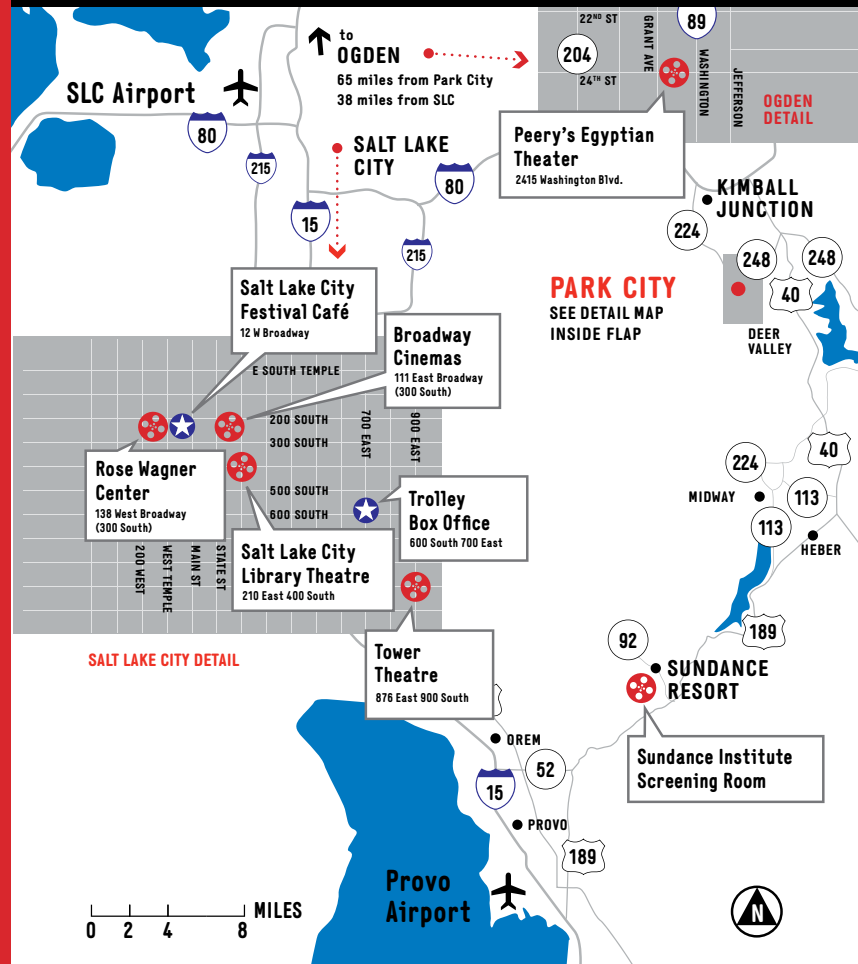 to
OGDEN
65 miles from Park City
38 miles from SLC
22ND ST
24TH ST
GRANT AVE
WASHINGTON
JEFFERSON
204
89
OGDEN
DETAIL
Peery's Egyptian
Theater
2415 Washington Blvd.
SLC Airport
80
215
15
SALT LAKE
CITY
80
215
KIMBALL
JUNCTION
224
248
248
40
PARK CITY
SEE DETAIL MAP
INSIDE FLAP
DEER
VALLEY
Salt Lake City
Festival Café
12 W Broadway
Broadway
Cinemas
111 East Broadway
(300 South)
E SOUTH TEMPLE
200 SOUTH
300 SOUTH
500 SOUTH
600 SOUTH
700 EAST
900 EAST
Rose Wagner
Center
138 West Broadway
(300 South)
200 WEST
WEST TEMPLE
MAIN ST
STATE ST
Salt Lake City
Library Theatre
210 East 400 South
Trolley
Box Office
600 South 700 East
Tower
Theatre
876 East 900 South
SALT LAKE CITY DETAIL
40
224
MIDWAY
113
113
HEBER
189
92
SUNDANCE
RESORT
Sundance Institute
Screening Room
OREM
52
15
PROVO
189
Provo
Airport
MILES
0 2 4 8
N